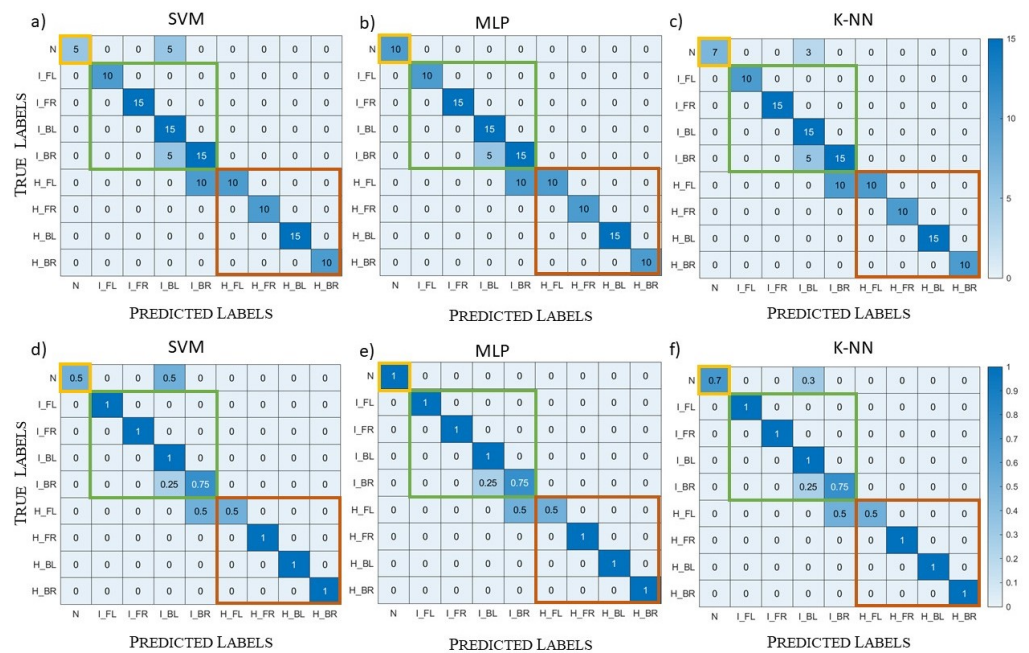 a) SVM
b) MLP
c) K-NN
TRUE LABELS
N 5 0 0 5 0 0 0 0 0
I_FL 0 10 0 0 0 0 0 0 0
I_FR 0 0 15 0 0 0 0 0 0
I_BL 0 0 0 15 0 0 0 0 0
I_BR 0 0 0 5 15 0 0 0 0
H_FL 0 0 0 0 10 10 0 0 0
H_FR 0 0 0 0 0 0 10 0 0
H_BL 0 0 0 0 0 0 0 15 0
H_BR 0 0 0 0 0 0 0 0 10
N I_FL I_FR I_BL I_BR H_FL H_FR H_BL H_BR
PREDICTED LABELS
N 10 0 0 0 0 0 0 0 0
I_FL 0 10 0 0 0 0 0 0 0
I_FR 0 0 15 0 0 0 0 0 0
I_BL 0 0 0 15 0 0 0 0 0
I_BR 0 0 0 5 15 0 0 0 0
H_FL 0 0 0 0 10 10 0 0 0
H_FR 0 0 0 0 0 0 10 0 0
H_BL 0 0 0 0 0 0 0 15 0
H_BR 0 0 0 0 0 0 0 0 10
N I_FL I_FR I_BL I_BR H_FL H_FR H_BL H_BR
PREDICTED LABELS
N 7 0 0 3 0 0 0 0 0
I_FL 0 10 0 0 0 0 0 0 0
I_FR 0 0 15 0 0 0 0 0 0
I_BL 0 0 0 15 0 0 0 0 0
I_BR 0 0 0 5 15 0 0 0 0
H_FL 0 0 0 0 10 10 0 0 0
H_FR 0 0 0 0 0 0 10 0 0
H_BL 0 0 0 0 0 0 0 15 0
H_BR 0 0 0 0 0 0 0 0 10
N I_FL I_FR I_BL I_BR H_FL H_FR H_BL H_BR
PREDICTED LABELS
15
10
5
0
d) SVM
e) MLP
f) K-NN
TRUE LABELS
N 0.5 0 0 0.5 0 0 0 0 0
I_FL 0 1 0 0 0 0 0 0 0
I_FR 0 0 1 0 0 0 0 0 0
I_BL 0 0 0 1 0 0 0 0 0
I_BR 0 0 0 0.25 0.75 0 0 0 0
H_FL 0 0 0 0 0.5 0.5 0 0 0
H_FR 0 0 0 0 0 0 1 0 0
H_BL 0 0 0 0 0 0 0 1 0
H_BR 0 0 0 0 0 0 0 0 1
N I_FL I_FR I_BL I_BR H_FL H_FR H_BL H_BR
PREDICTED LABELS
N 1 0 0 0 0 0 0 0 0
I_FL 0 1 0 0 0 0 0 0 0
I_FR 0 0 1 0 0 0 0 0 0
I_BL 0 0 0 1 0 0 0 0 0
I_BR 0 0 0 0.25 0.75 0 0 0 0
H_FL 0 0 0 0 0.5 0.5 0 0 0
H_FR 0 0 0 0 0 0 1 0 0
H_BL 0 0 0 0 0 0 0 1 0
H_BR 0 0 0 0 0 0 0 0 1
N I_FL I_FR I_BL I_BR H_FL H_FR H_BL H_BR
PREDICTED LABELS
N 0.7 0 0 0.3 0 0 0 0 0
I_FL 0 1 0 0 0 0 0 0 0
I_FR 0 0 1 0 0 0 0 0 0
I_BL 0 0 0 1 0 0 0 0 0
I_BR 0 0 0 0.25 0.75 0 0 0 0
H_FL 0 0 0 0 0.5 0.5 0 0 0
H_FR 0 0 0 0 0 0 1 0 0
H_BL 0 0 0 0 0 0 0 1 0
H_BR 0 0 0 0 0 0 0 0 1
N I_FL I_FR I_BL I_BR H_FL H_FR H_BL H_BR
PREDICTED LABELS
1
0.9
0.8
0.7
0.6
0.5
0.4
0.3
0.2
0.1
0